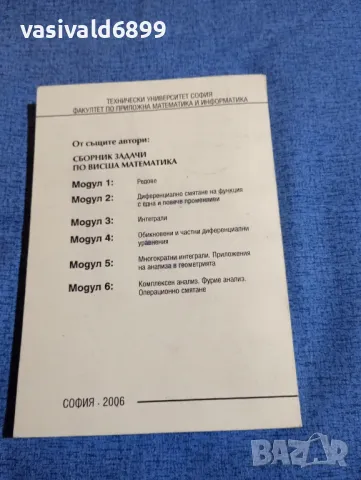 vasivald6899
ТЕХНИЧЕСКИ УНИВЕРСИТЕТ СОФИЯ
ФАКУЛТЕТ ПО ПРИЛОЖНА МАТЕМАТИКА И ИНФОРМАТИКА
От същите автори:
СБОРНИК ЗАДАЧИ
ПО ВИСША МАТЕМАТИКА
Модул 1: Редове
Модул 2: Диференциално смятане на функция
с една и повече променливи
Модул 3: Интеграли
Модул 4: Обикновени и частни диференциални
уравнения
Модул 5: Многократни интеграли. Приложения
на анализа в геометрията
Модул 6: Комплексен анализ. Фурие анализ.
Операционно смятане
СОФИЯ - 2006
BAZAR